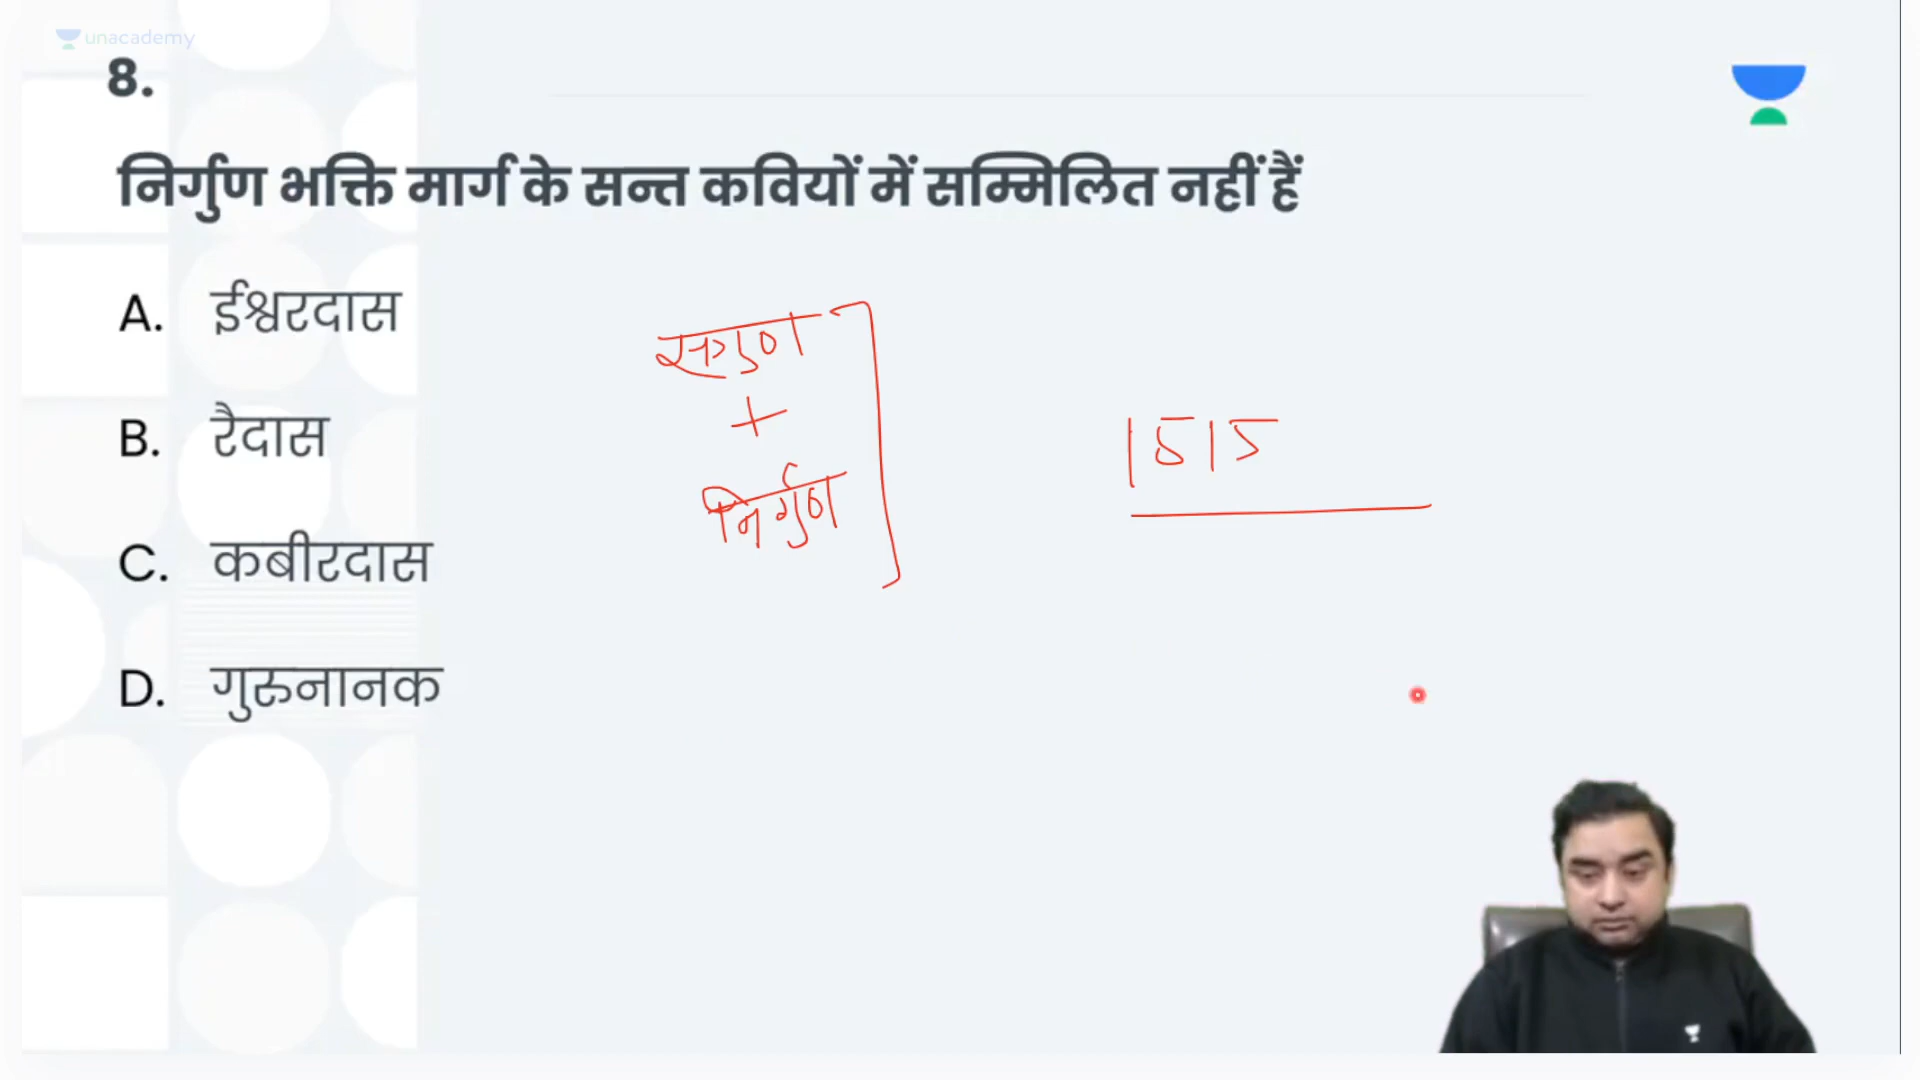 unacademy
8.
निर्गुण भक्ति मार्ग के सन्त कवियों में सम्मिलित नहीं हैं
A. ईश्वरदास
B. रैदास
C. कबीरदास
D. गुरुनानक
सगुण
+
निर्गुण
1515